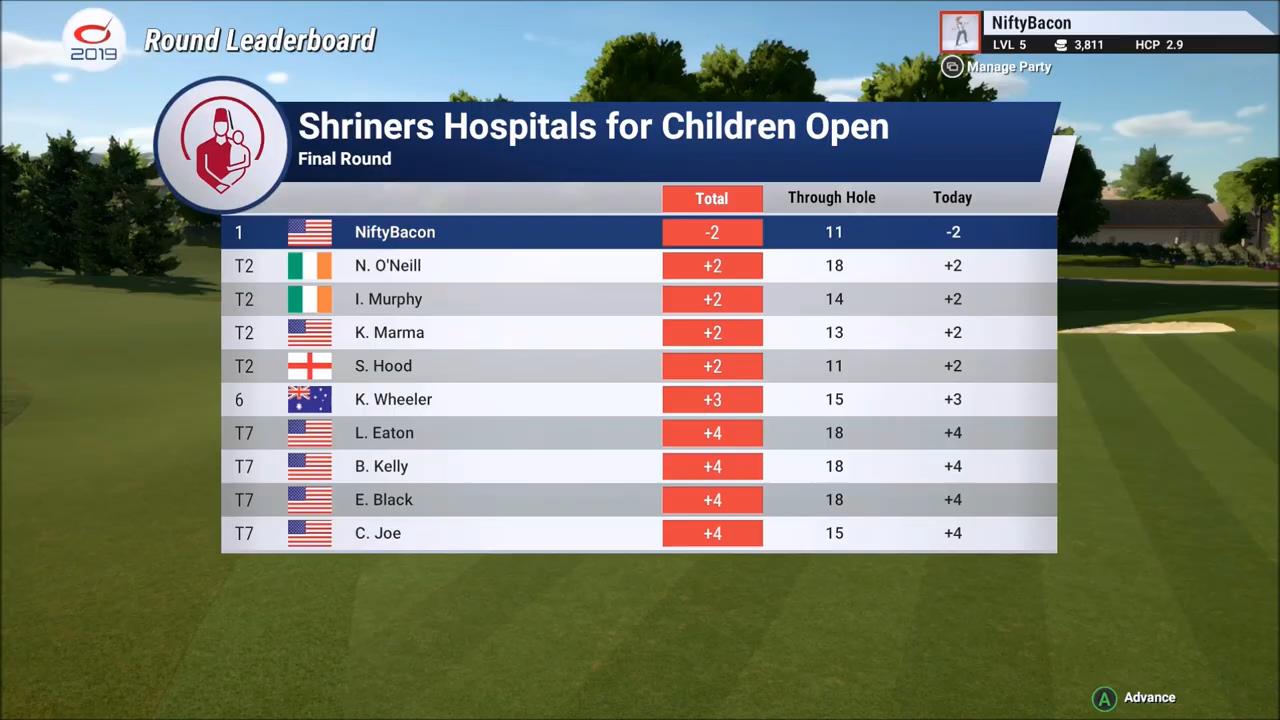 2019
Round Leaderboard
NiftyBacon
LVL 5 3,811 HCP 2.9
Manage Party
Shriners Hospitals for Children Open
Final Round
Total Through Hole Today
1 NiftyBacon -2 11 -2
T2 N. O'Neill +2 18 +2
T2 I. Murphy +2 14 +2
T2 K. Marma +2 13 +2
T2 S. Hood +2 11 +2
6 K. Wheeler +3 15 +3
T7 L. Eaton +4 18 +4
T7 B. Kelly +4 18 +4
T7 E. Black +4 18 +4
T7 C. Joe +4 15 +4
A Advance